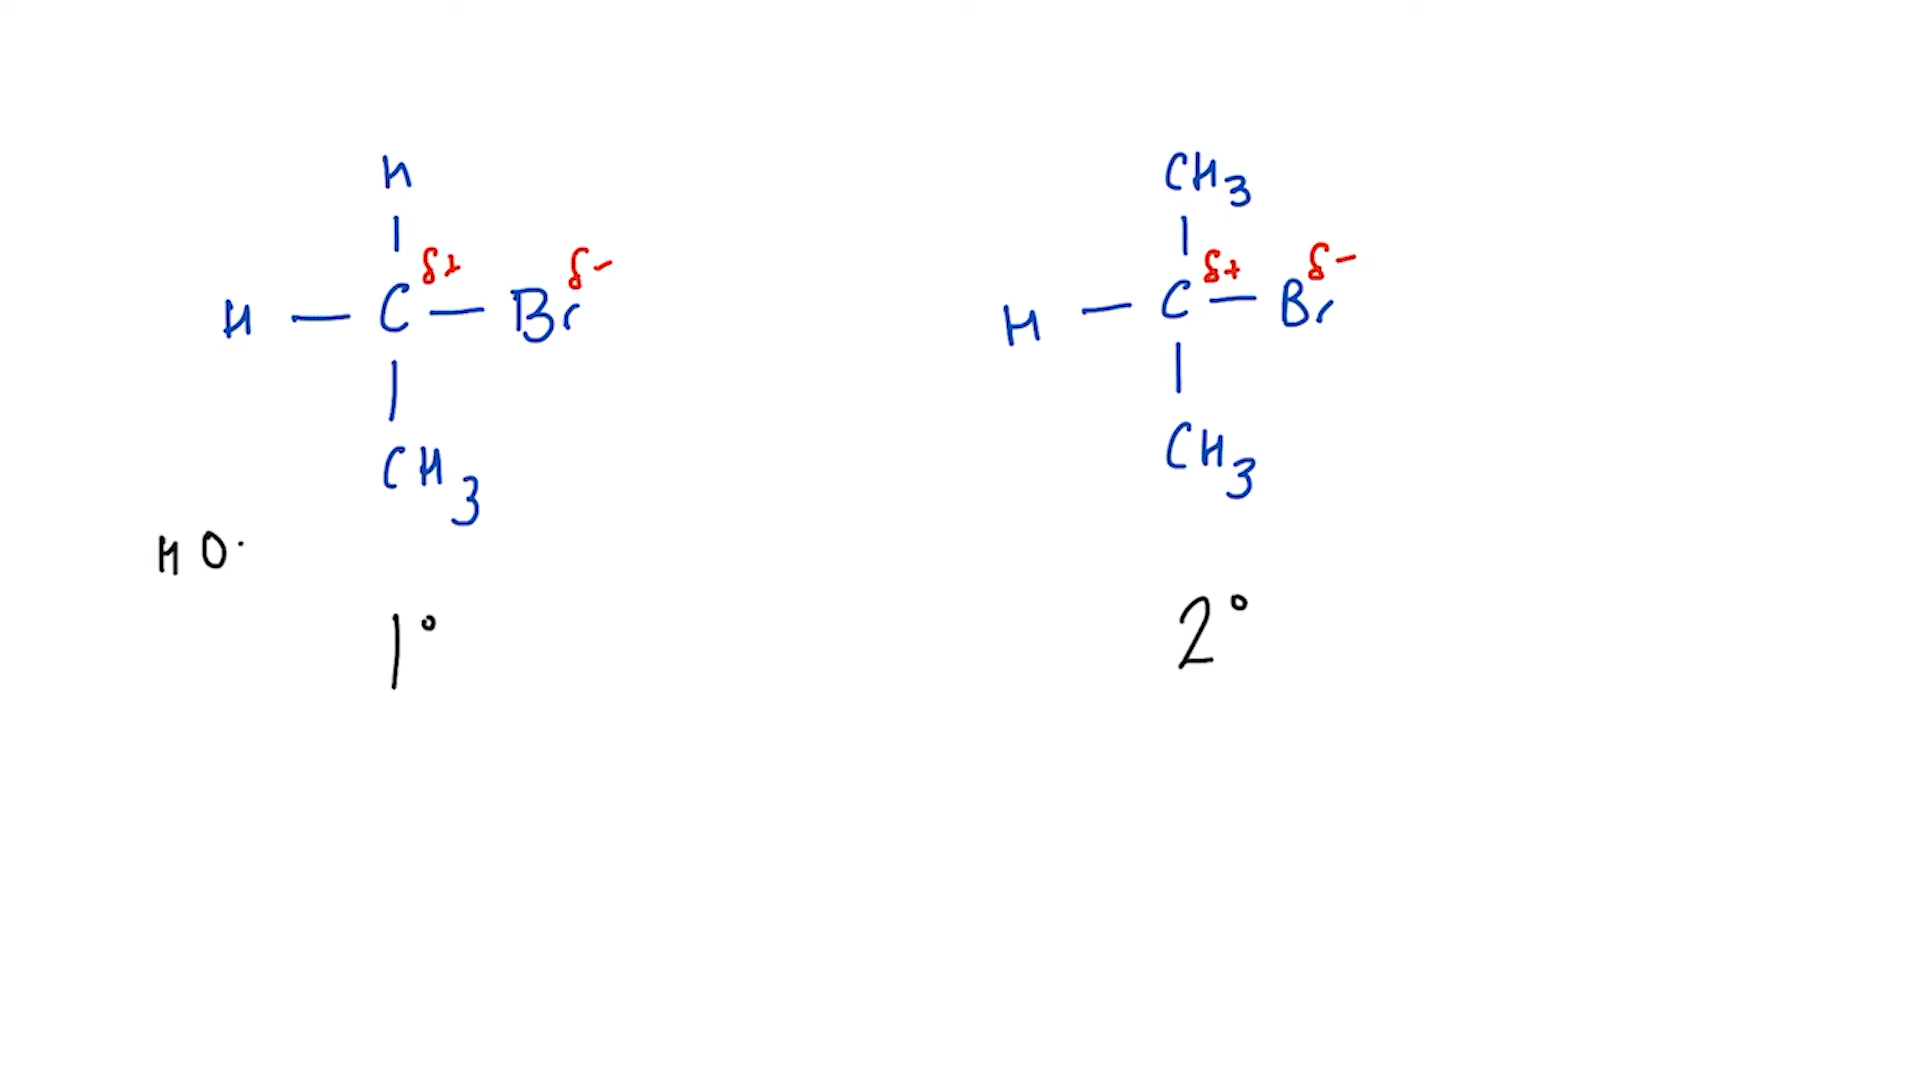 H
δ+ δ-
H — C — Br
CH3
HO·
1°
CH3
δ+ δ-
H — C — Br
CH3
2°